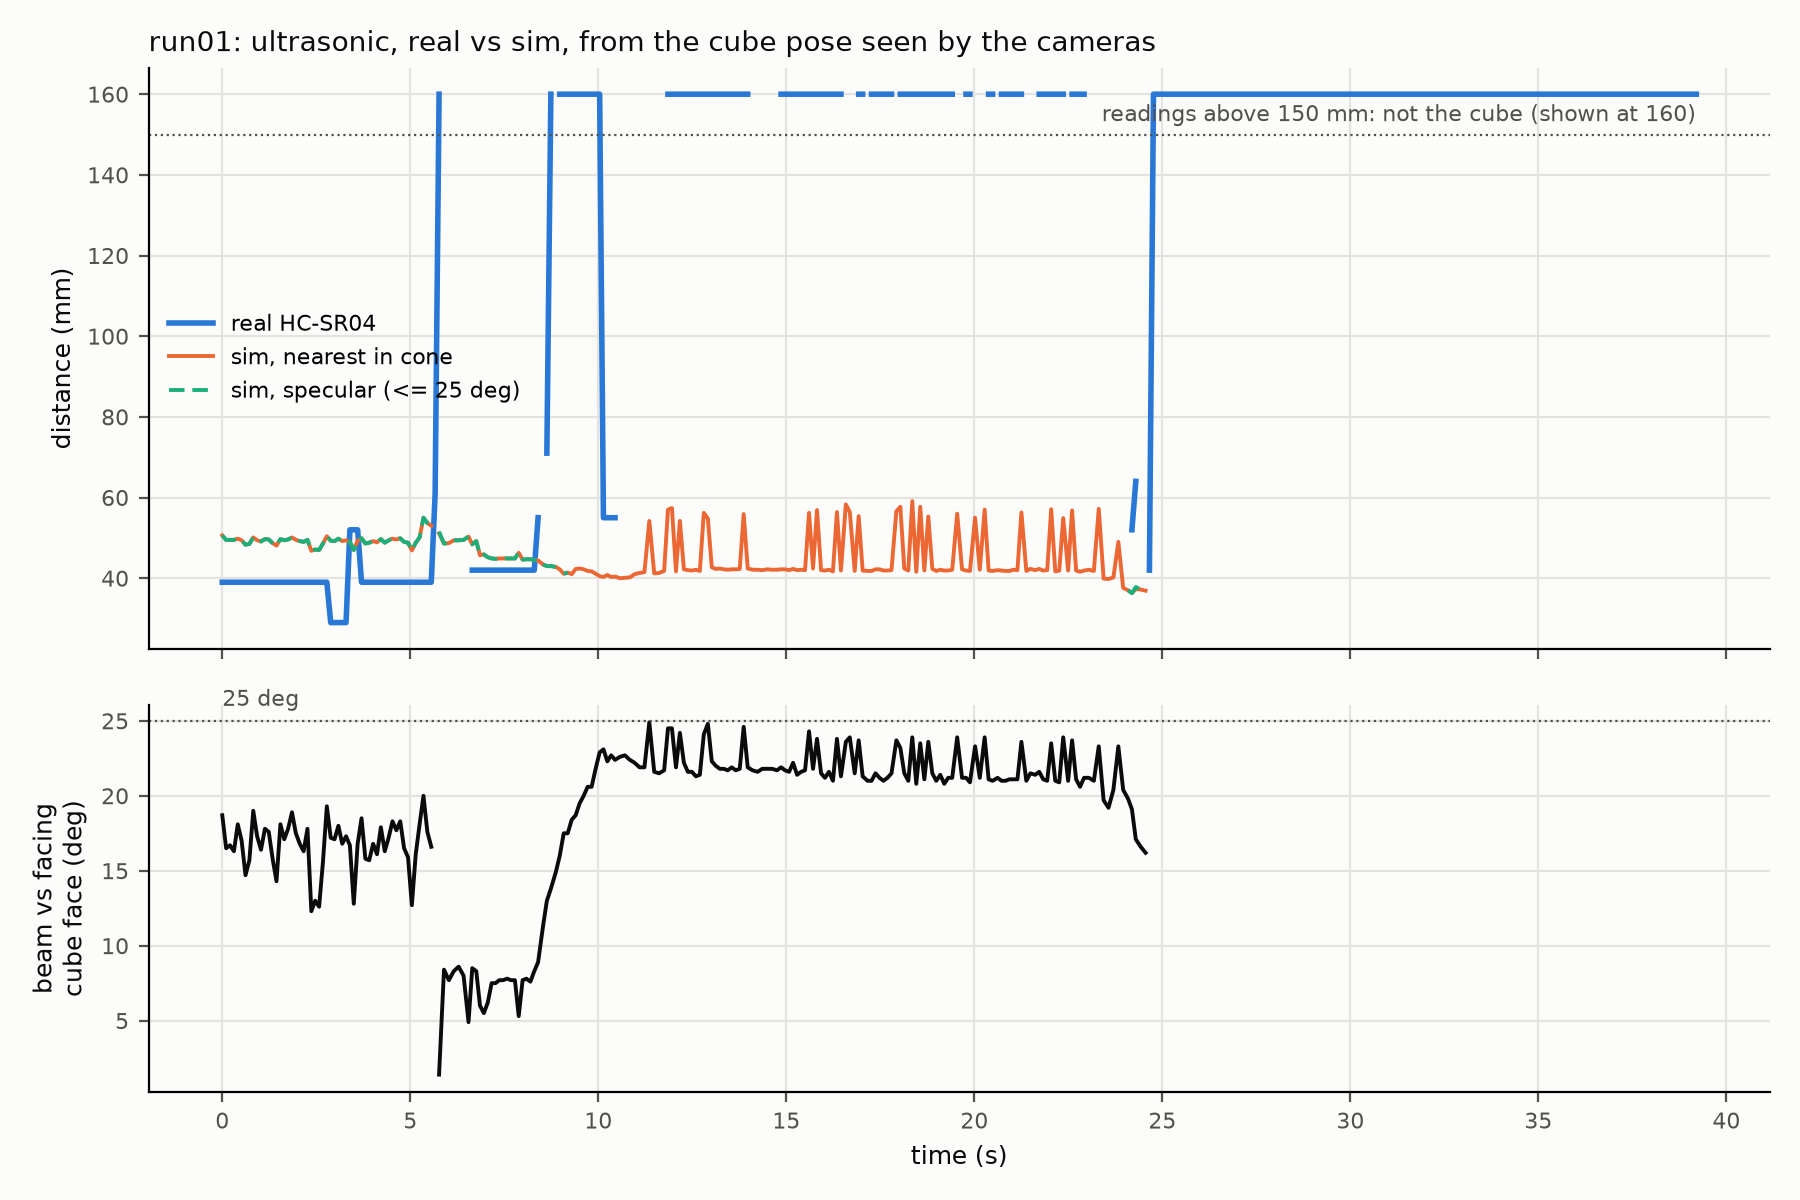 run01: ultrasonic, real vs sim, from the cube pose seen by the cameras
160
140
120
100
80
60
40
distance (mm)
readings above 150 mm: not the cube (shown at 160)
real HC-SR04
sim, nearest in cone
sim, specular (<= 25 deg)
25 deg
25
20
15
10
5
beam vs facing
cube face (deg)
0 5 10 15 20 25 30 35 40
time (s)